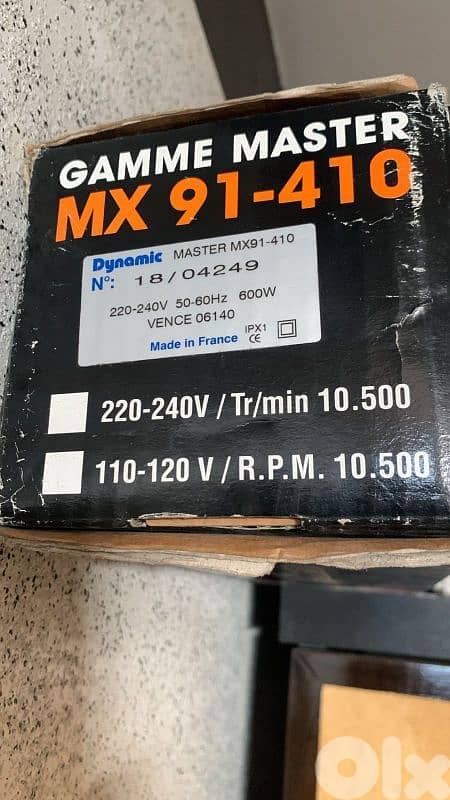 GAMME MASTER
MX 91-410
Dynamic MASTER MX91-410
N°: 18/04249
220-240V 50-60Hz 600W
VENCE 06140
Made in France IPX1 CE
220-240V / Tr/min 10.500
110-120 V / R.P.M. 10.500
OLX